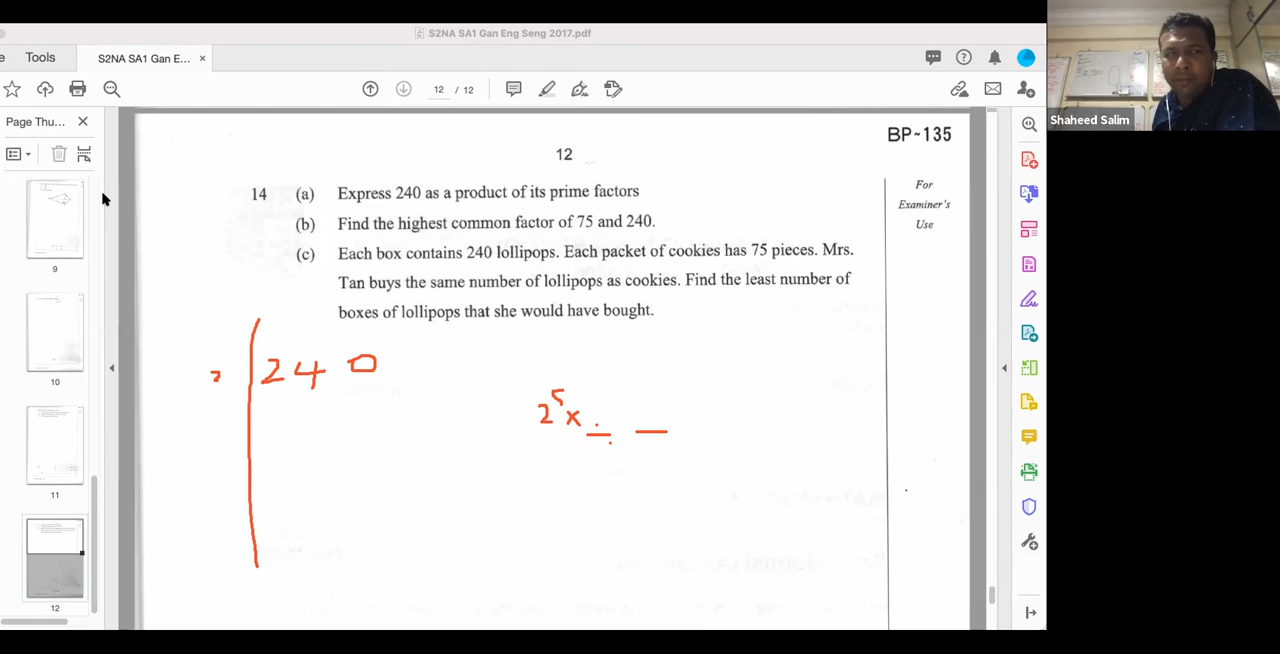 S2NA SA1 Gan Eng Seng 2017.pdf
Tools
S2NA SA1 Gan E... ×
12 / 12
Shaheed Salim
Page Thu...
9
10
11
12
BP-135
12
For
Examiner's
Use
14 (a) Express 240 as a product of its prime factors
(b) Find the highest common factor of 75 and 240.
(c) Each box contains 240 lollipops. Each packet of cookies has 75 pieces. Mrs.
Tan buys the same number of lollipops as cookies. Find the least number of
boxes of lollipops that she would have bought.
2 240
2⁵ x